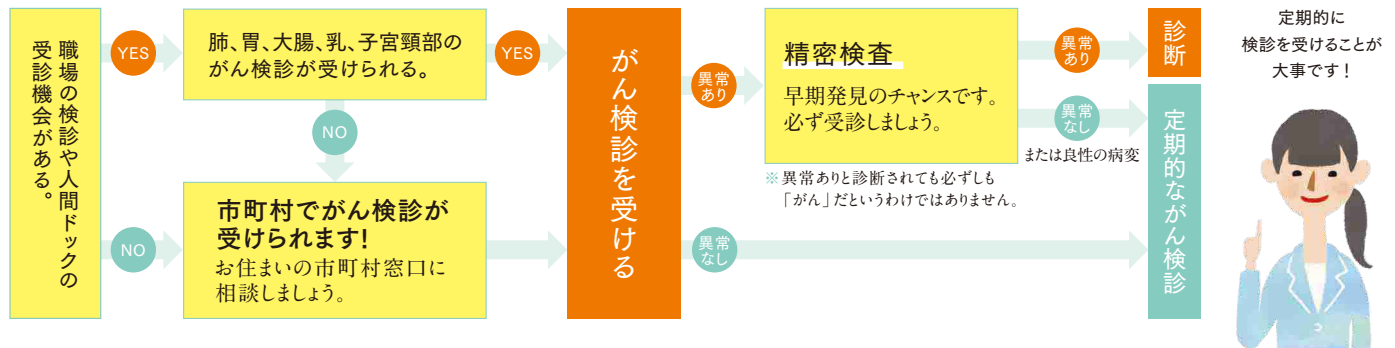 職場の検診や人間ドックの
受診機会がある。
YES
肺、胃、大腸、乳、子宮頸部の
がん検診が受けられる。
YES
NO
NO
市町村でがん検診が
受けられます！
お住まいの市町村窓口に
相談しましょう。
がん検診を受ける
異常
あり
精密検査
早期発見のチャンスです。
必ず受診しましょう。
※異常ありと診断されても必ずしも
「がん」だというわけではありません。
異常
あり
診断
異常
なし
または良性の病変
異常
なし
定期的ながん検診
定期的に
検診を受けることが
大事です！